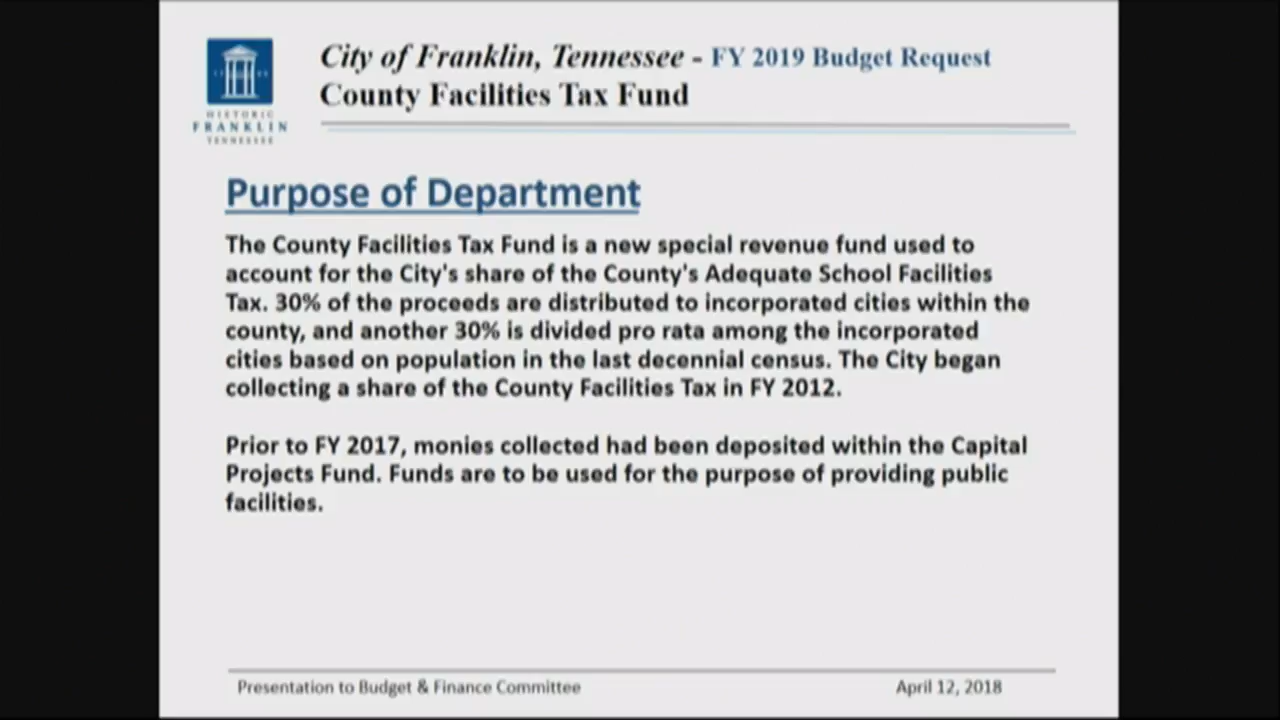 City of Franklin, Tennessee - FY 2019 Budget Request
County Facilities Tax Fund
HISTORIC
FRANKLIN
TENNESSEE
Purpose of Department
The County Facilities Tax Fund is a new special revenue fund used to
account for the City's share of the County's Adequate School Facilities
Tax. 30% of the proceeds are distributed to incorporated cities within the
county, and another 30% is divided pro rata among the incorporated
cities based on population in the last decennial census. The City began
collecting a share of the County Facilities Tax in FY 2012.
Prior to FY 2017, monies collected had been deposited within the Capital
Projects Fund. Funds are to be used for the purpose of providing public
facilities.
Presentation to Budget & Finance Committee
April 12, 2018